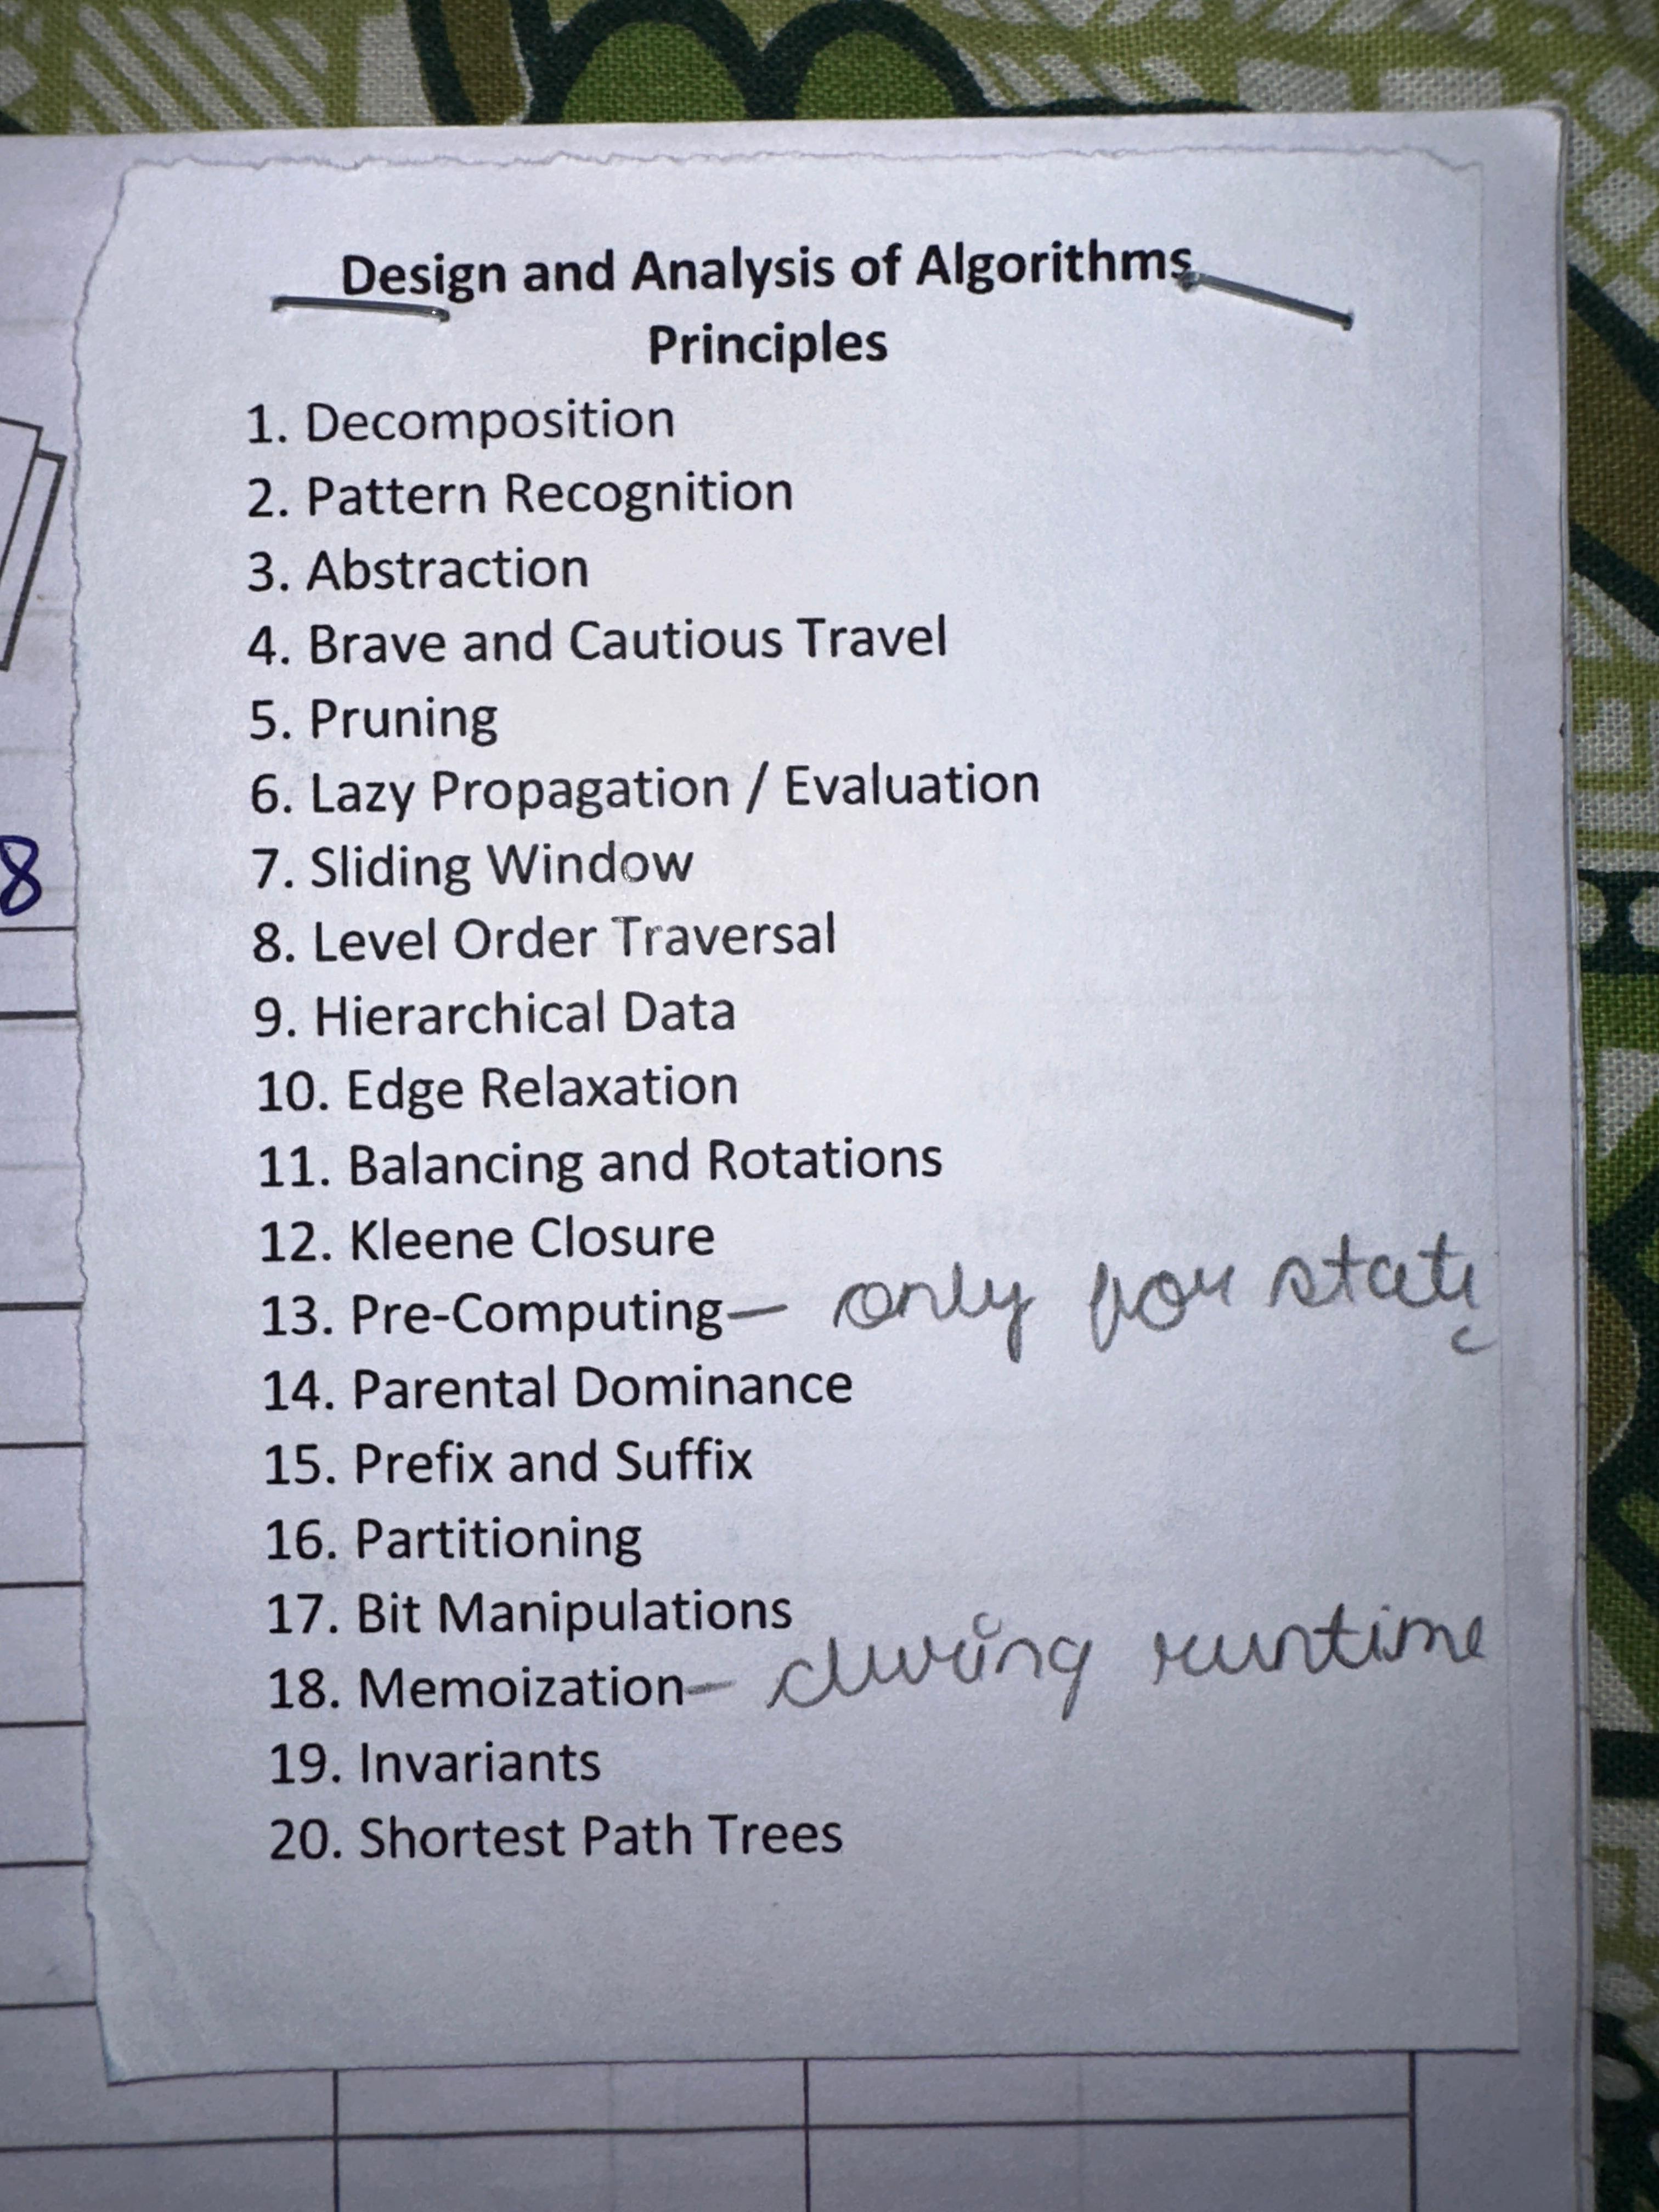 8
Design and Analysis of Algorithms
Principles
1. Decomposition
2. Pattern Recognition
3. Abstraction
4. Brave and Cautious Travel
5. Pruning
6. Lazy Propagation / Evaluation
7. Sliding Window
8. Level Order Traversal
9. Hierarchical Data
10. Edge Relaxation
11. Balancing and Rotations
12. Kleene Closure
13. Pre-Computing – only for static
14. Parental Dominance
15. Prefix and Suffix
16. Partitioning
17. Bit Manipulations
18. Memoization – during runtime
19. Invariants
20. Shortest Path Trees